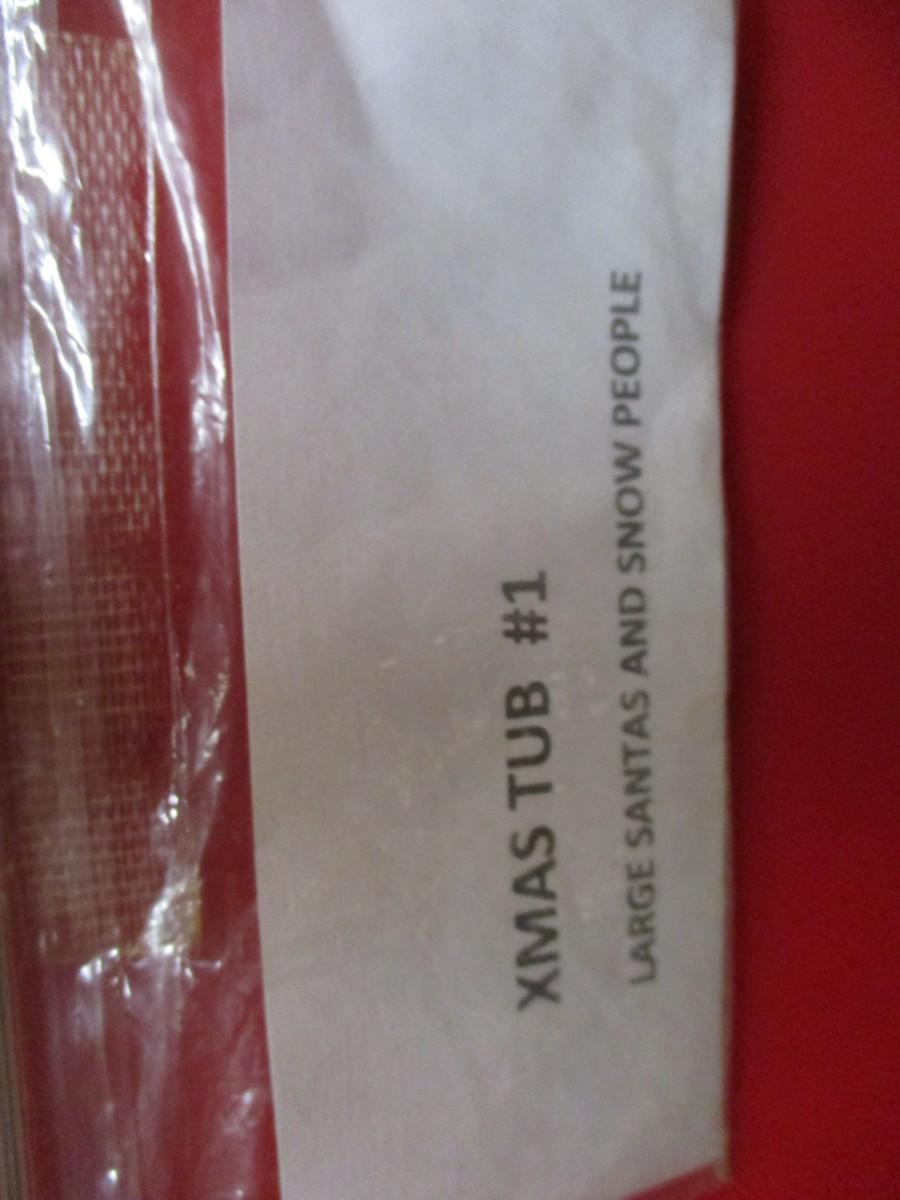 XMAS TUB #1
LARGE SANTAS AND SNOW PEOPLE